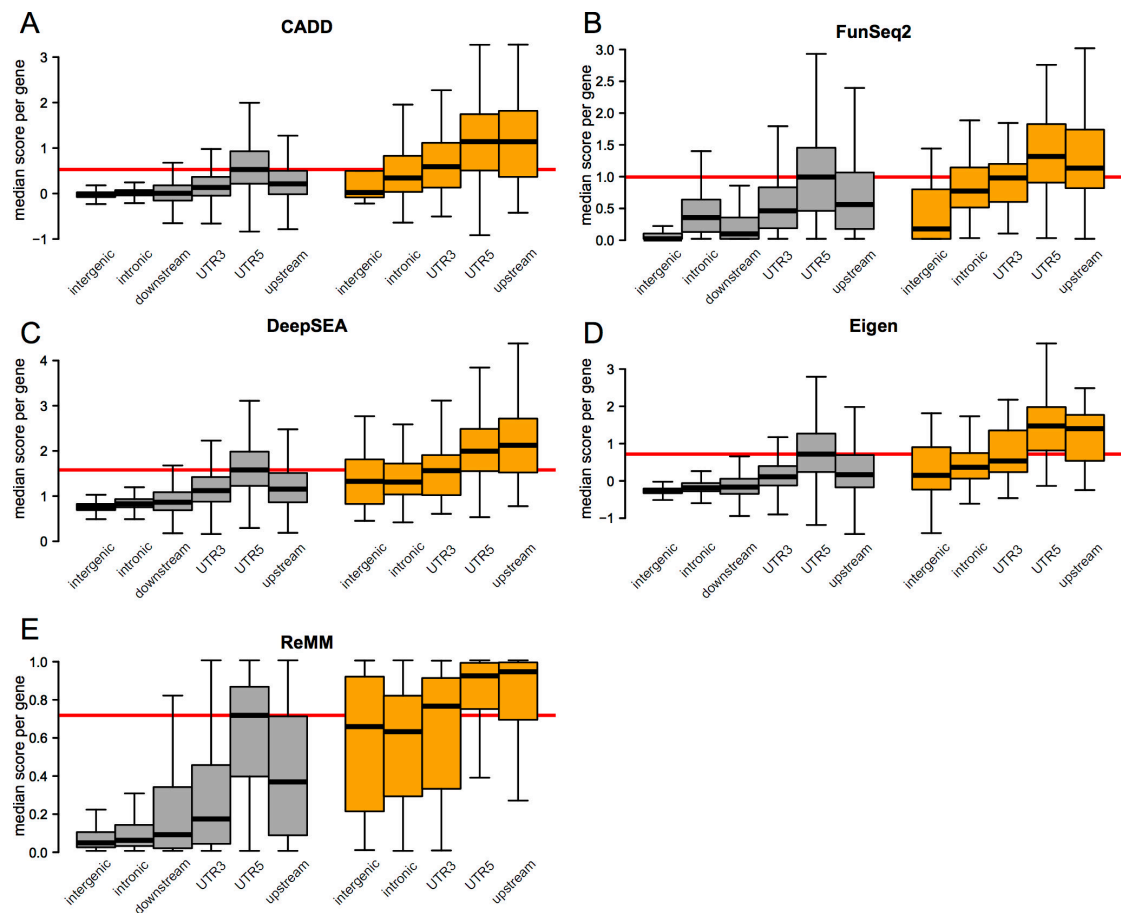 A
CADD
median score per gene
3
2
1
0
−1
intergenic
intronic
downstream
UTR3
UTR5
upstream
intergenic
intronic
UTR3
UTR5
upstream
B
FunSeq2
median score per gene
3.0
2.5
2.0
1.5
1.0
0.5
0.0
intergenic
intronic
downstream
UTR3
UTR5
upstream
intergenic
intronic
UTR3
UTR5
upstream
C
DeepSEA
median score per gene
4
3
2
1
0
intergenic
intronic
downstream
UTR3
UTR5
upstream
intergenic
intronic
UTR3
UTR5
upstream
D
Eigen
median score per gene
3
2
1
0
−1
intergenic
intronic
downstream
UTR3
UTR5
upstream
intergenic
intronic
UTR3
UTR5
upstream
E
ReMM
median score per gene
1.0
0.8
0.6
0.4
0.2
0.0
intergenic
intronic
downstream
UTR3
UTR5
upstream
intergenic
intronic
UTR3
UTR5
upstream